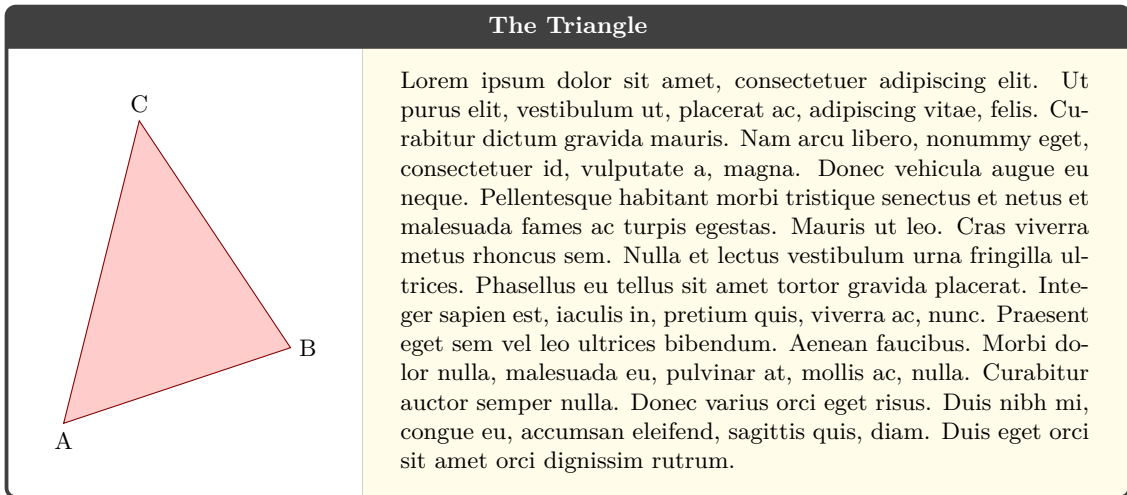 The Triangle
C
B
A
Lorem ipsum dolor sit amet, consectetuer adipiscing elit. Ut
purus elit, vestibulum ut, placerat ac, adipiscing vitae, felis. Cu-
rabitur dictum gravida mauris. Nam arcu libero, nonummy eget,
consectetuer id, vulputate a, magna. Donec vehicula augue eu
neque. Pellentesque habitant morbi tristique senectus et netus et
malesuada fames ac turpis egestas. Mauris ut leo. Cras viverra
metus rhoncus sem. Nulla et lectus vestibulum urna fringilla ul-
trices. Phasellus eu tellus sit amet tortor gravida placerat. Inte-
ger sapien est, iaculis in, pretium quis, viverra ac, nunc. Praesent
eget sem vel leo ultrices bibendum. Aenean faucibus. Morbi do-
lor nulla, malesuada eu, pulvinar at, mollis ac, nulla. Curabitur
auctor semper nulla. Donec varius orci eget risus. Duis nibh mi,
congue eu, accumsan eleifend, sagittis quis, diam. Duis eget orci
sit amet orci dignissim rutrum.